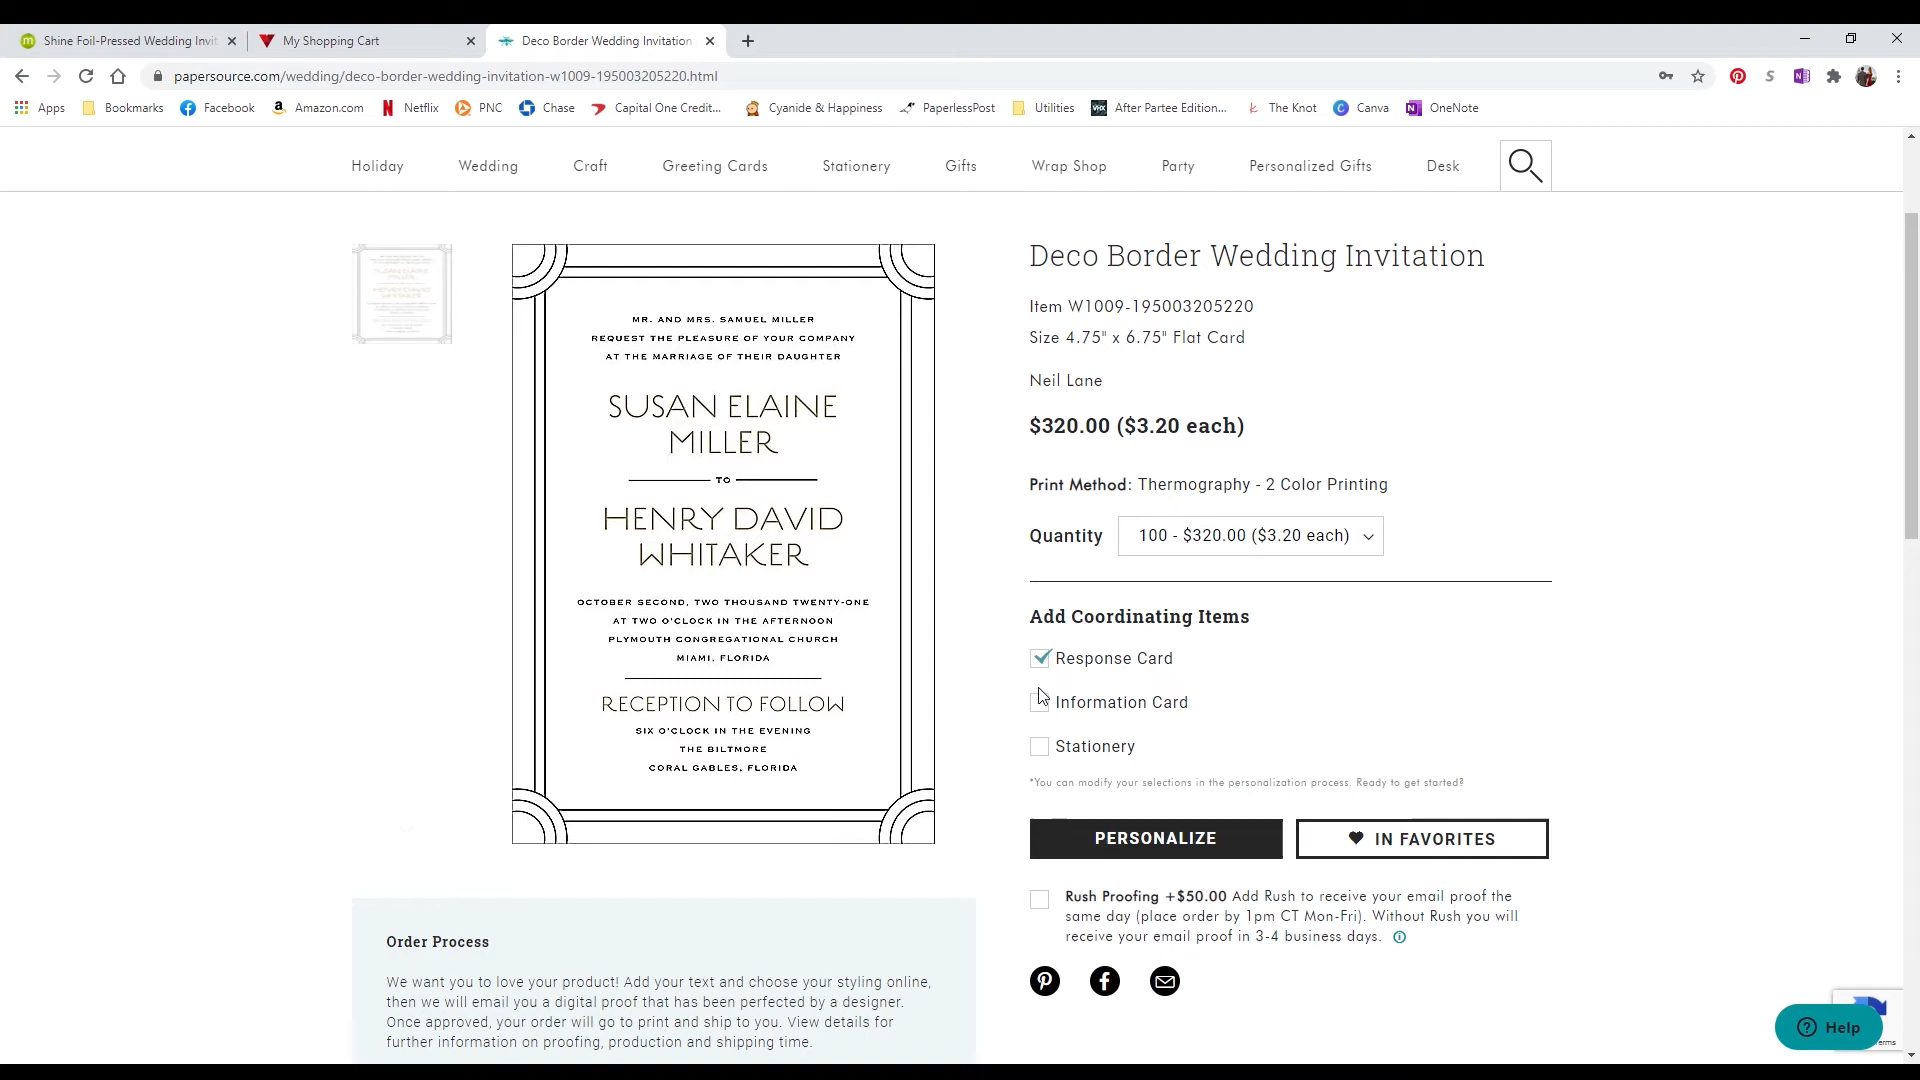 Shine Foil-Pressed Wedding Invit
My Shopping Cart
Deco Border Wedding Invitation
papersource.com/wedding/deco-border-wedding-invitation-w1009-195003205220.html
Apps
Bookmarks
Facebook
Amazon.com
Netflix
PNC
Chase
Capital One Credit...
Cyanide & Happiness
PaperlessPost
Utilities
After Partee Edition...
The Knot
Canva
OneNote
Holiday
Wedding
Craft
Greeting Cards
Stationery
Gifts
Wrap Shop
Party
Personalized Gifts
Desk
MR. AND MRS. SAMUEL MILLER
REQUEST THE PLEASURE OF YOUR COMPANY
AT THE MARRIAGE OF THEIR DAUGHTER
SUSAN ELAINE
MILLER
TO
HENRY DAVID
WHITAKER
OCTOBER SECOND, TWO THOUSAND TWENTY-ONE
AT TWO O'CLOCK IN THE AFTERNOON
PLYMOUTH CONGREGATIONAL CHURCH
MIAMI, FLORIDA
RECEPTION TO FOLLOW
SIX O'CLOCK IN THE EVENING
THE BILTMORE
CORAL GABLES, FLORIDA
Deco Border Wedding Invitation
Item W1009-195003205220
Size 4.75" x 6.75" Flat Card
Neil Lane
$320.00 ($3.20 each)
Print Method: Thermography - 2 Color Printing
Quantity
100 - $320.00 ($3.20 each)
Add Coordinating Items
Response Card
Information Card
Stationery
*You can modify your selections in the personalization process. Ready to get started?
PERSONALIZE
IN FAVORITES
Rush Proofing +$50.00 Add Rush to receive your email proof the
same day (place order by 1pm CT Mon-Fri). Without Rush you will
receive your email proof in 3-4 business days.
Order Process
We want you to love your product! Add your text and choose your styling online,
then we will email you a digital proof that has been perfected by a designer.
Once approved, your order will go to print and ship to you. View details for
further information on proofing, production and shipping time.
Help